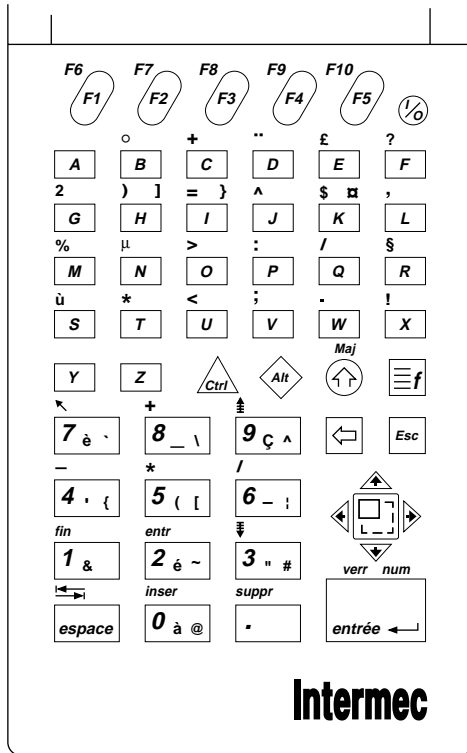 F6 F7 F8 F9 F10
F1 F2 F3 F4 F5 I/O
○ + ¨ £ ?
A B C D E F
2 ) ] = } ^ $ ¤ ,
G H I J K L
% µ > : / §
M N O P Q R
ù * < ; . !
S T U V W X
Maj
Y Z Ctrl Alt f
+
7 è ` 8 _ \ 9 Ç ^ Esc
– * /
4 ' { 5 ( [ 6 – ¦
fin entr
1 & 2 é ~ 3 " #
verr num
inser suppr
espace 0 à @ . entrée
Intermec